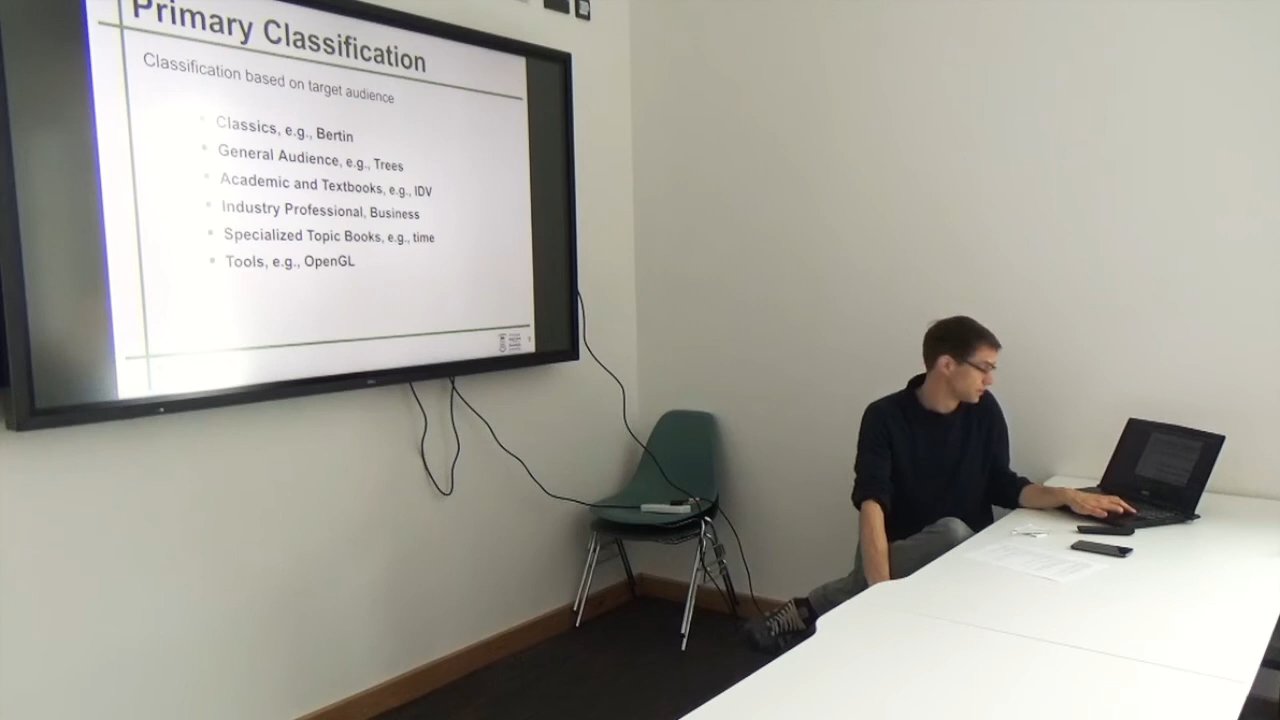 Primary Classification
Classification based on target audience
Classics, e.g., Bertin
General Audience, e.g., Trees
Academic and Textbooks, e.g., IDV
Industry Professional, Business
Specialized Topic Books, e.g., time
Tools, e.g., OpenGL